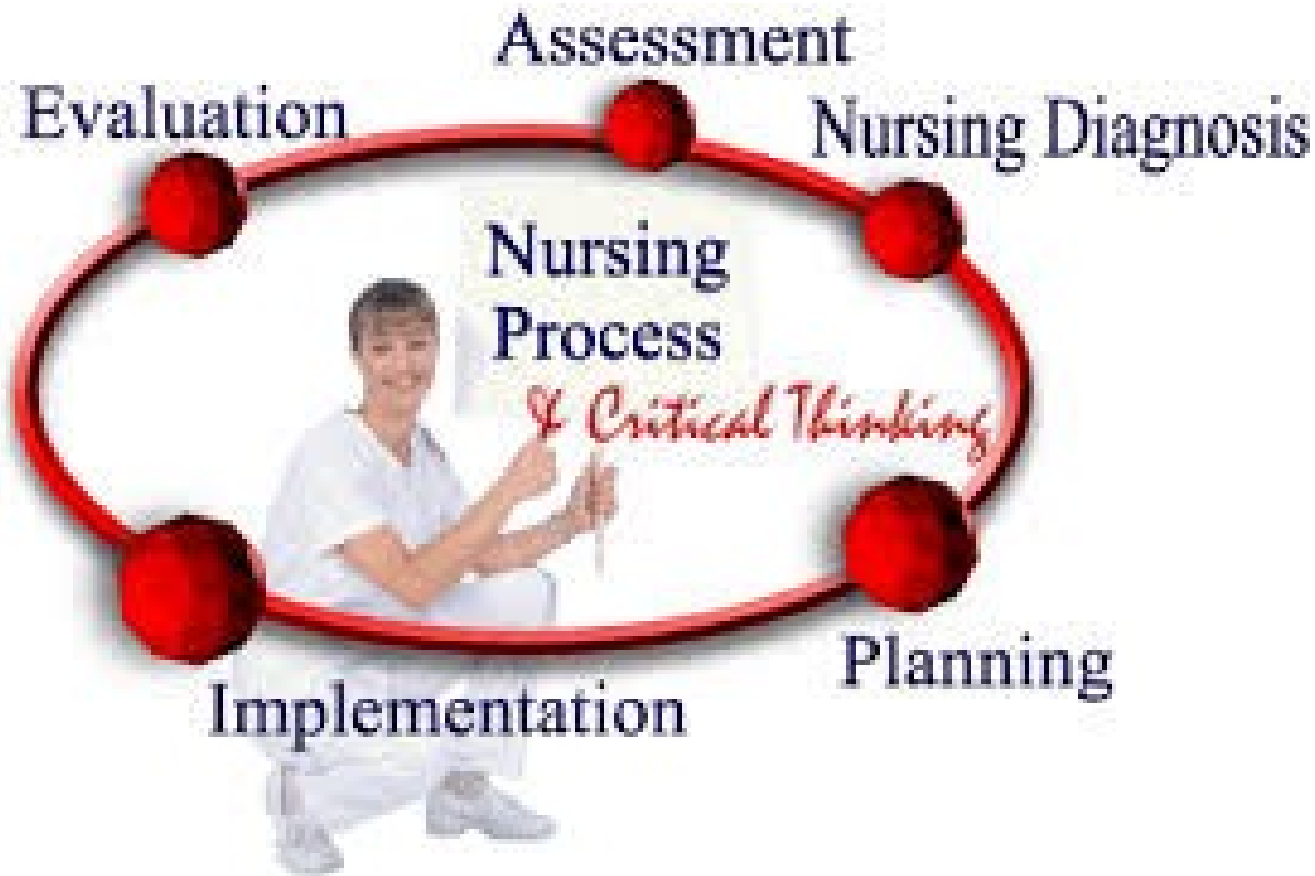 Assessment
Evaluation
Nursing Diagnosis
Nursing
Process
& Critical Thinking
Planning
Implementation